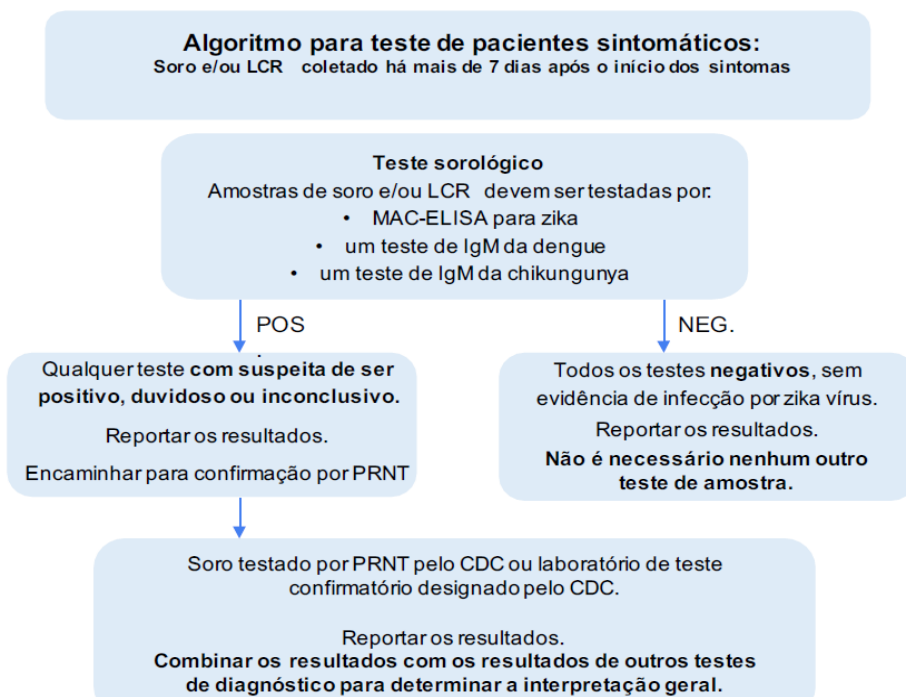 Algoritmo para teste de pacientes sintomáticos:
Soro e/ou LCR coletado há mais de 7 dias após o início dos sintomas
Teste sorológico
Amostras de soro e/ou LCR devem ser testadas por:
• MAC-ELISA para zika
• um teste de IgM da dengue
• um teste de IgM da chikungunya
POS
.
NEG.
Qualquer teste com suspeita de ser
positivo, duvidoso ou inconclusivo.
Reportar os resultados.
Encaminhar para confirmação por PRNT
Todos os testes negativos, sem
evidência de infecção por zika vírus.
Reportar os resultados.
Não é necessário nenhum outro
teste de amostra.
Soro testado por PRNT pelo CDC ou laboratório de teste
confirmatório designado pelo CDC.
Reportar os resultados.
Combinar os resultados com os resultados de outros testes
de diagnóstico para determinar a interpretação geral.